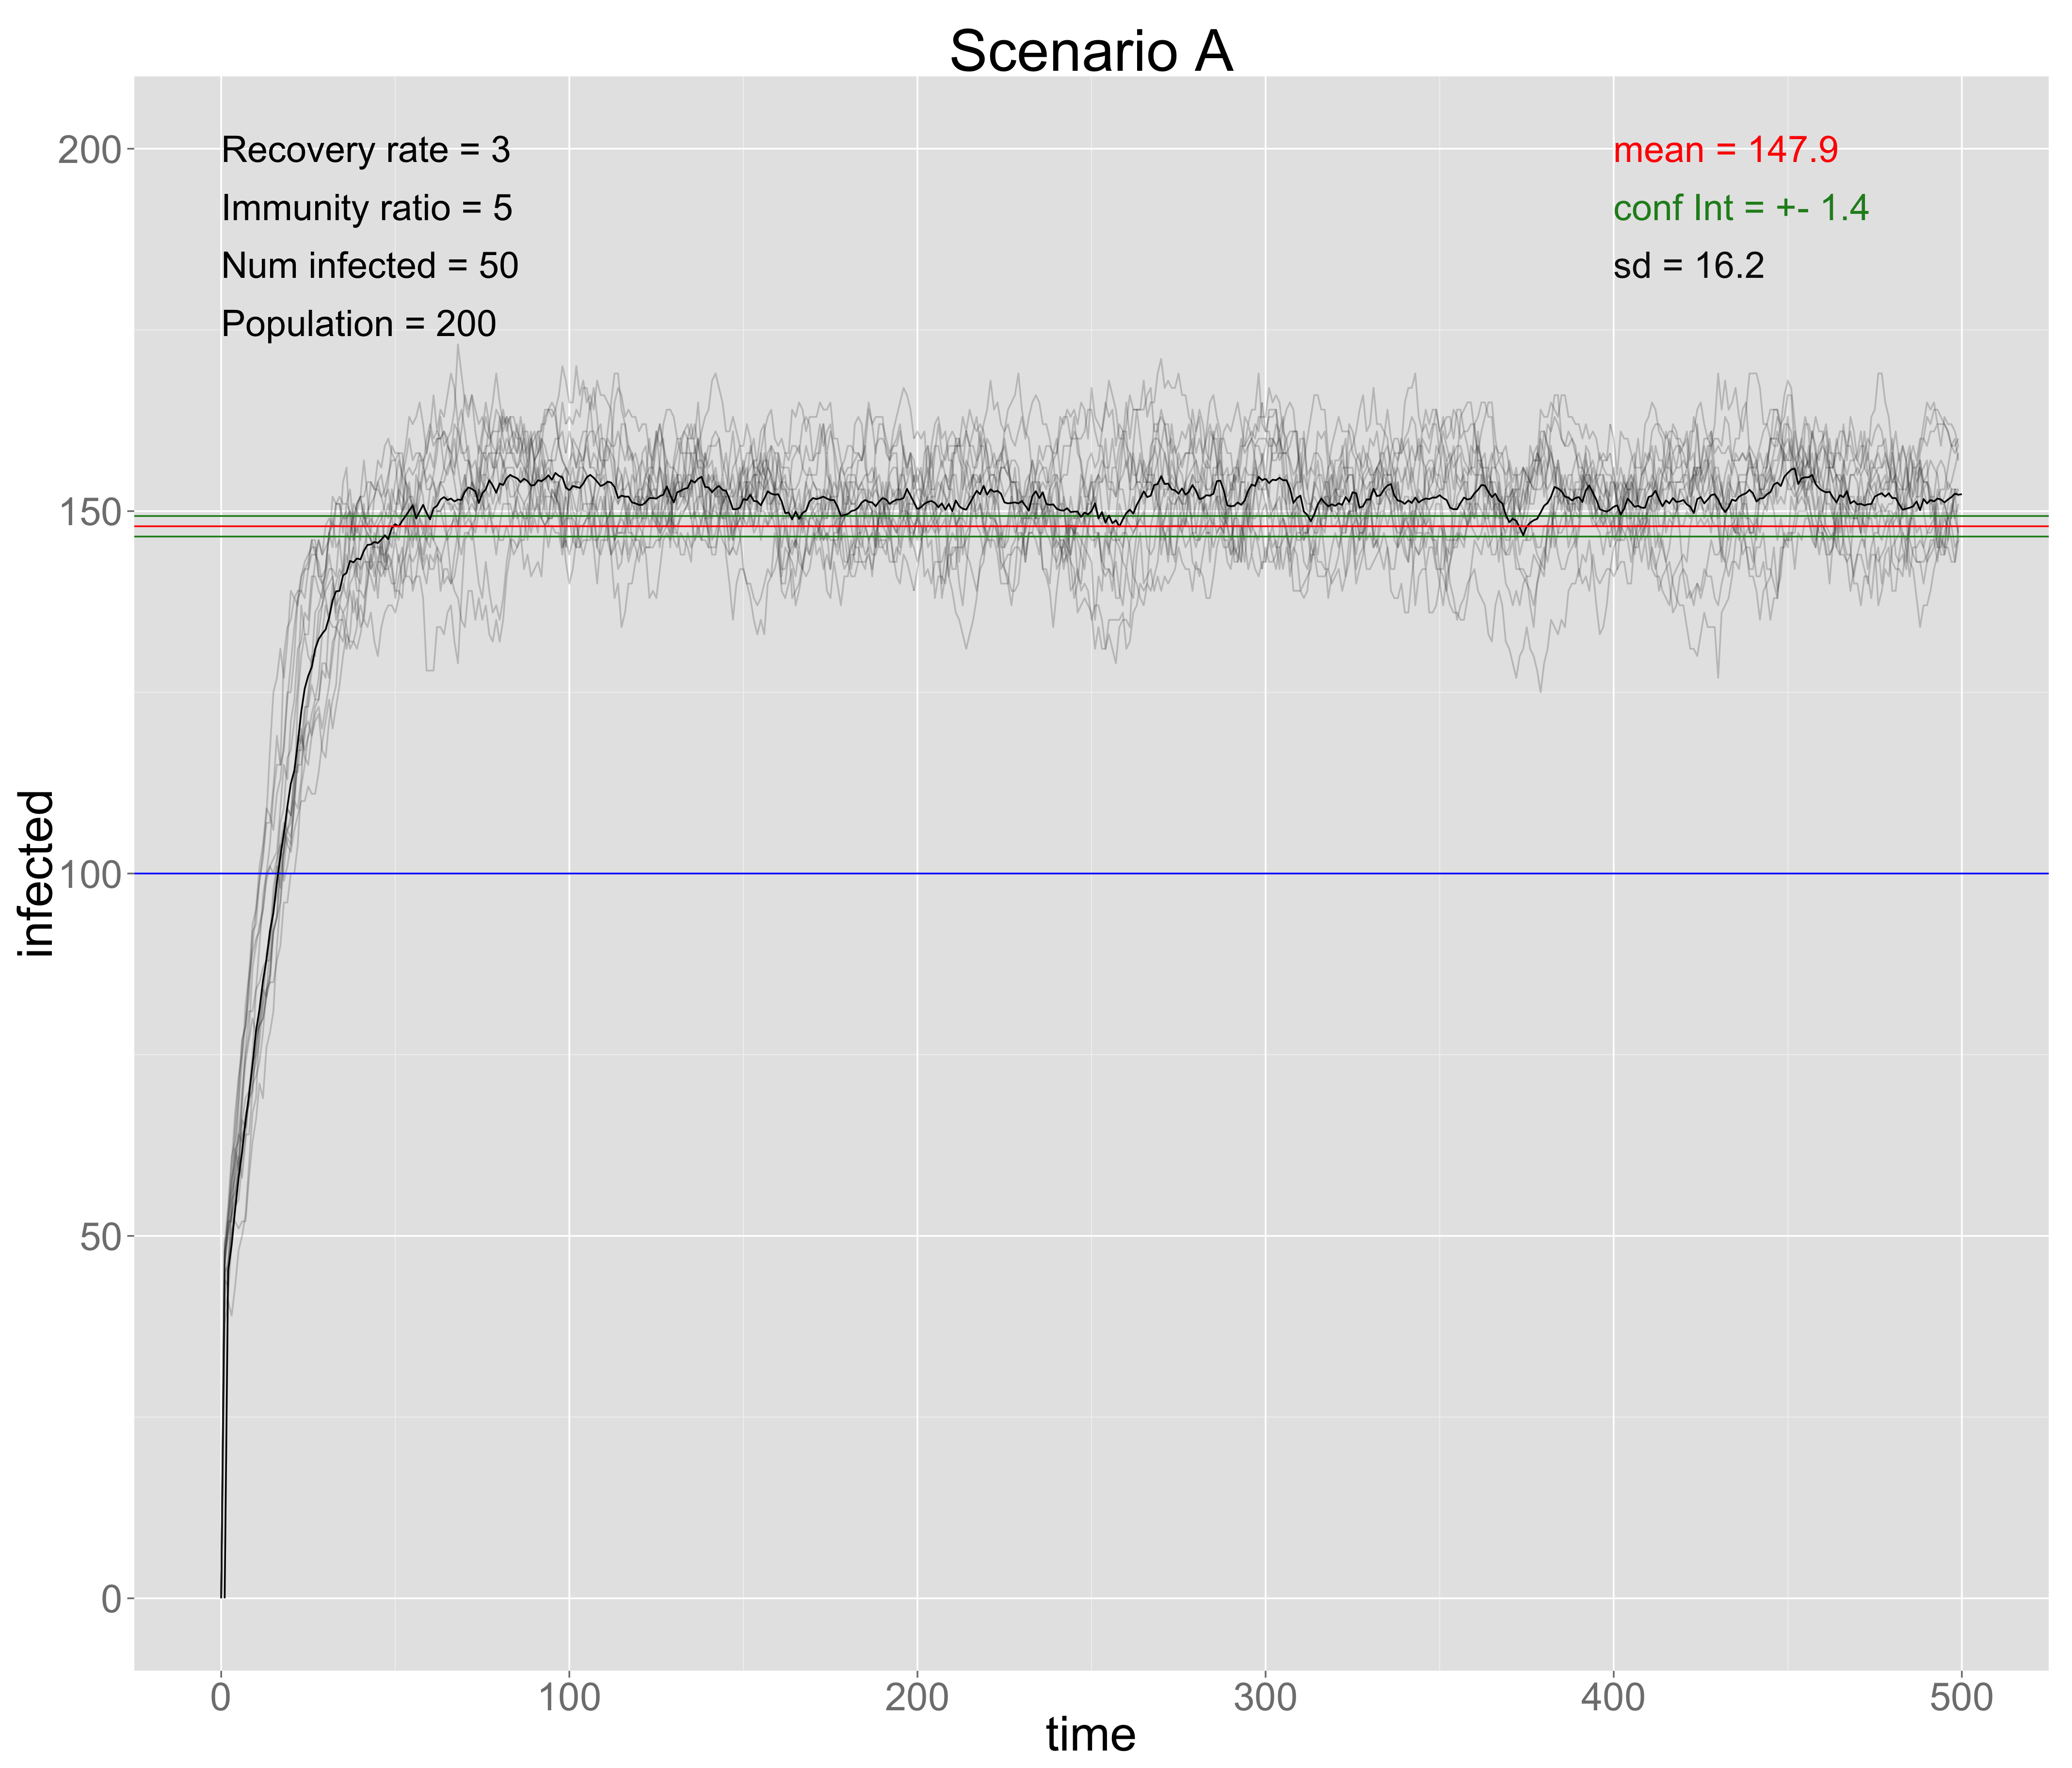 Scenario A
Recovery rate = 3
Immunity ratio = 5
Num infected = 50
Population = 200
mean = 147.9
conf Int = +- 1.4
sd = 16.2
infected
200
150
100
50
0
0 100 200 300 400 500
time